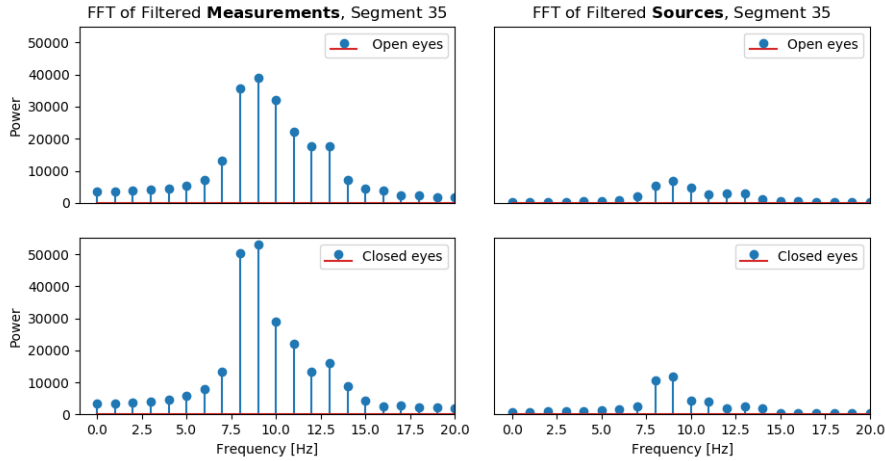 FFT of Filtered Measurements, Segment 35
FFT of Filtered Sources, Segment 35
50000
40000
30000
20000
10000
0
Power
Open eyes
Open eyes
50000
40000
30000
20000
10000
0
Power
Closed eyes
Closed eyes
0.0 2.5 5.0 7.5 10.0 12.5 15.0 17.5 20.0
Frequency [Hz]
0.0 2.5 5.0 7.5 10.0 12.5 15.0 17.5 20.0
Frequency [Hz]